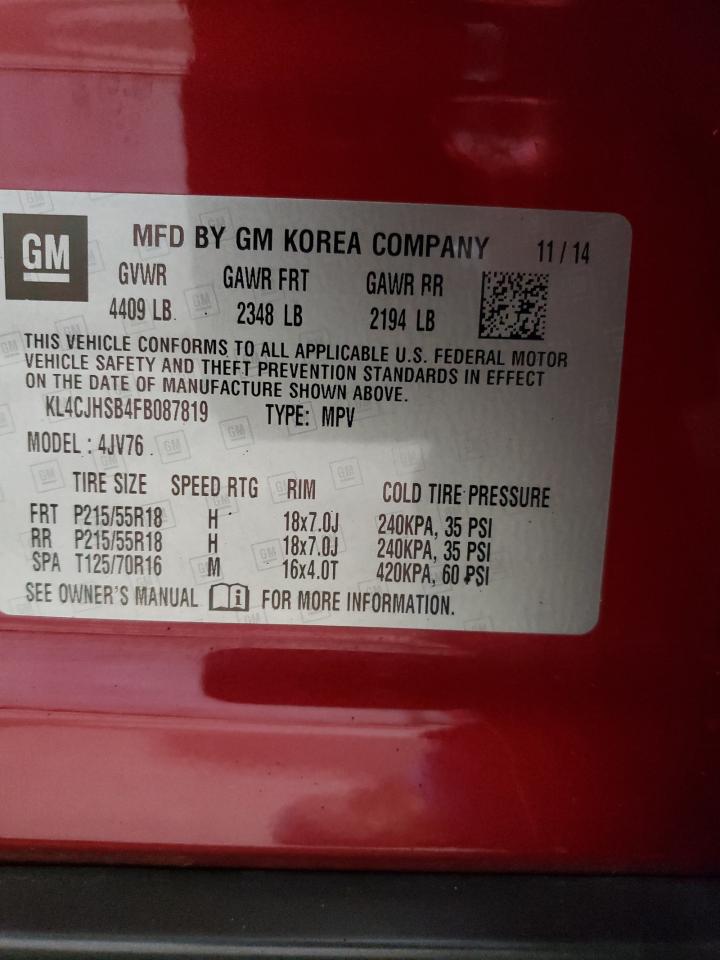 GM
MFD BY GM KOREA COMPANY 11 / 14
GVWR GAWR FRT GAWR RR
4409 LB. 2348 LB 2194 LB
THIS VEHICLE CONFORMS TO ALL APPLICABLE U.S. FEDERAL MOTOR
VEHICLE SAFETY AND THEFT PREVENTION STANDARDS IN EFFECT
ON THE DATE OF MANUFACTURE SHOWN ABOVE.
KL4CJHSB4FB087819 TYPE: MPV
MODEL : 4JV76
TIRE SIZE SPEED RTG RIM COLD TIRE PRESSURE
FRT P215/55R18 H 18x7.0J 240KPA, 35 PSI
RR P215/55R18 H 18x7.0J 240KPA, 35 PSI
SPA T125/70R16 M 16x4.0T 420KPA, 60 PSI
SEE OWNER'S MANUAL i FOR MORE INFORMATION.